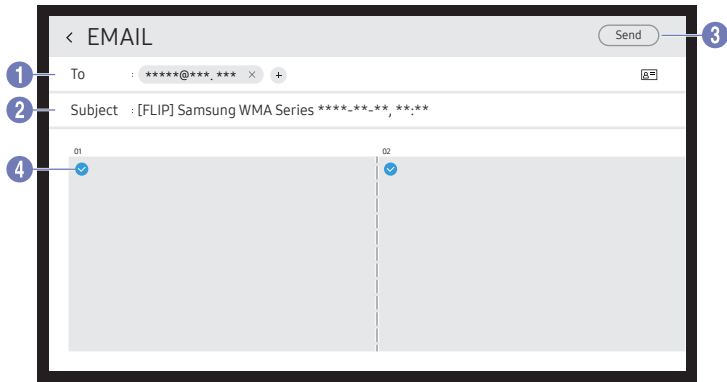 < EMAIL
Send
3
1
To : *****@***.*** × +
2
Subject : [FLIP] Samsung WMA Series ****-**-**, **:**
01
02
4